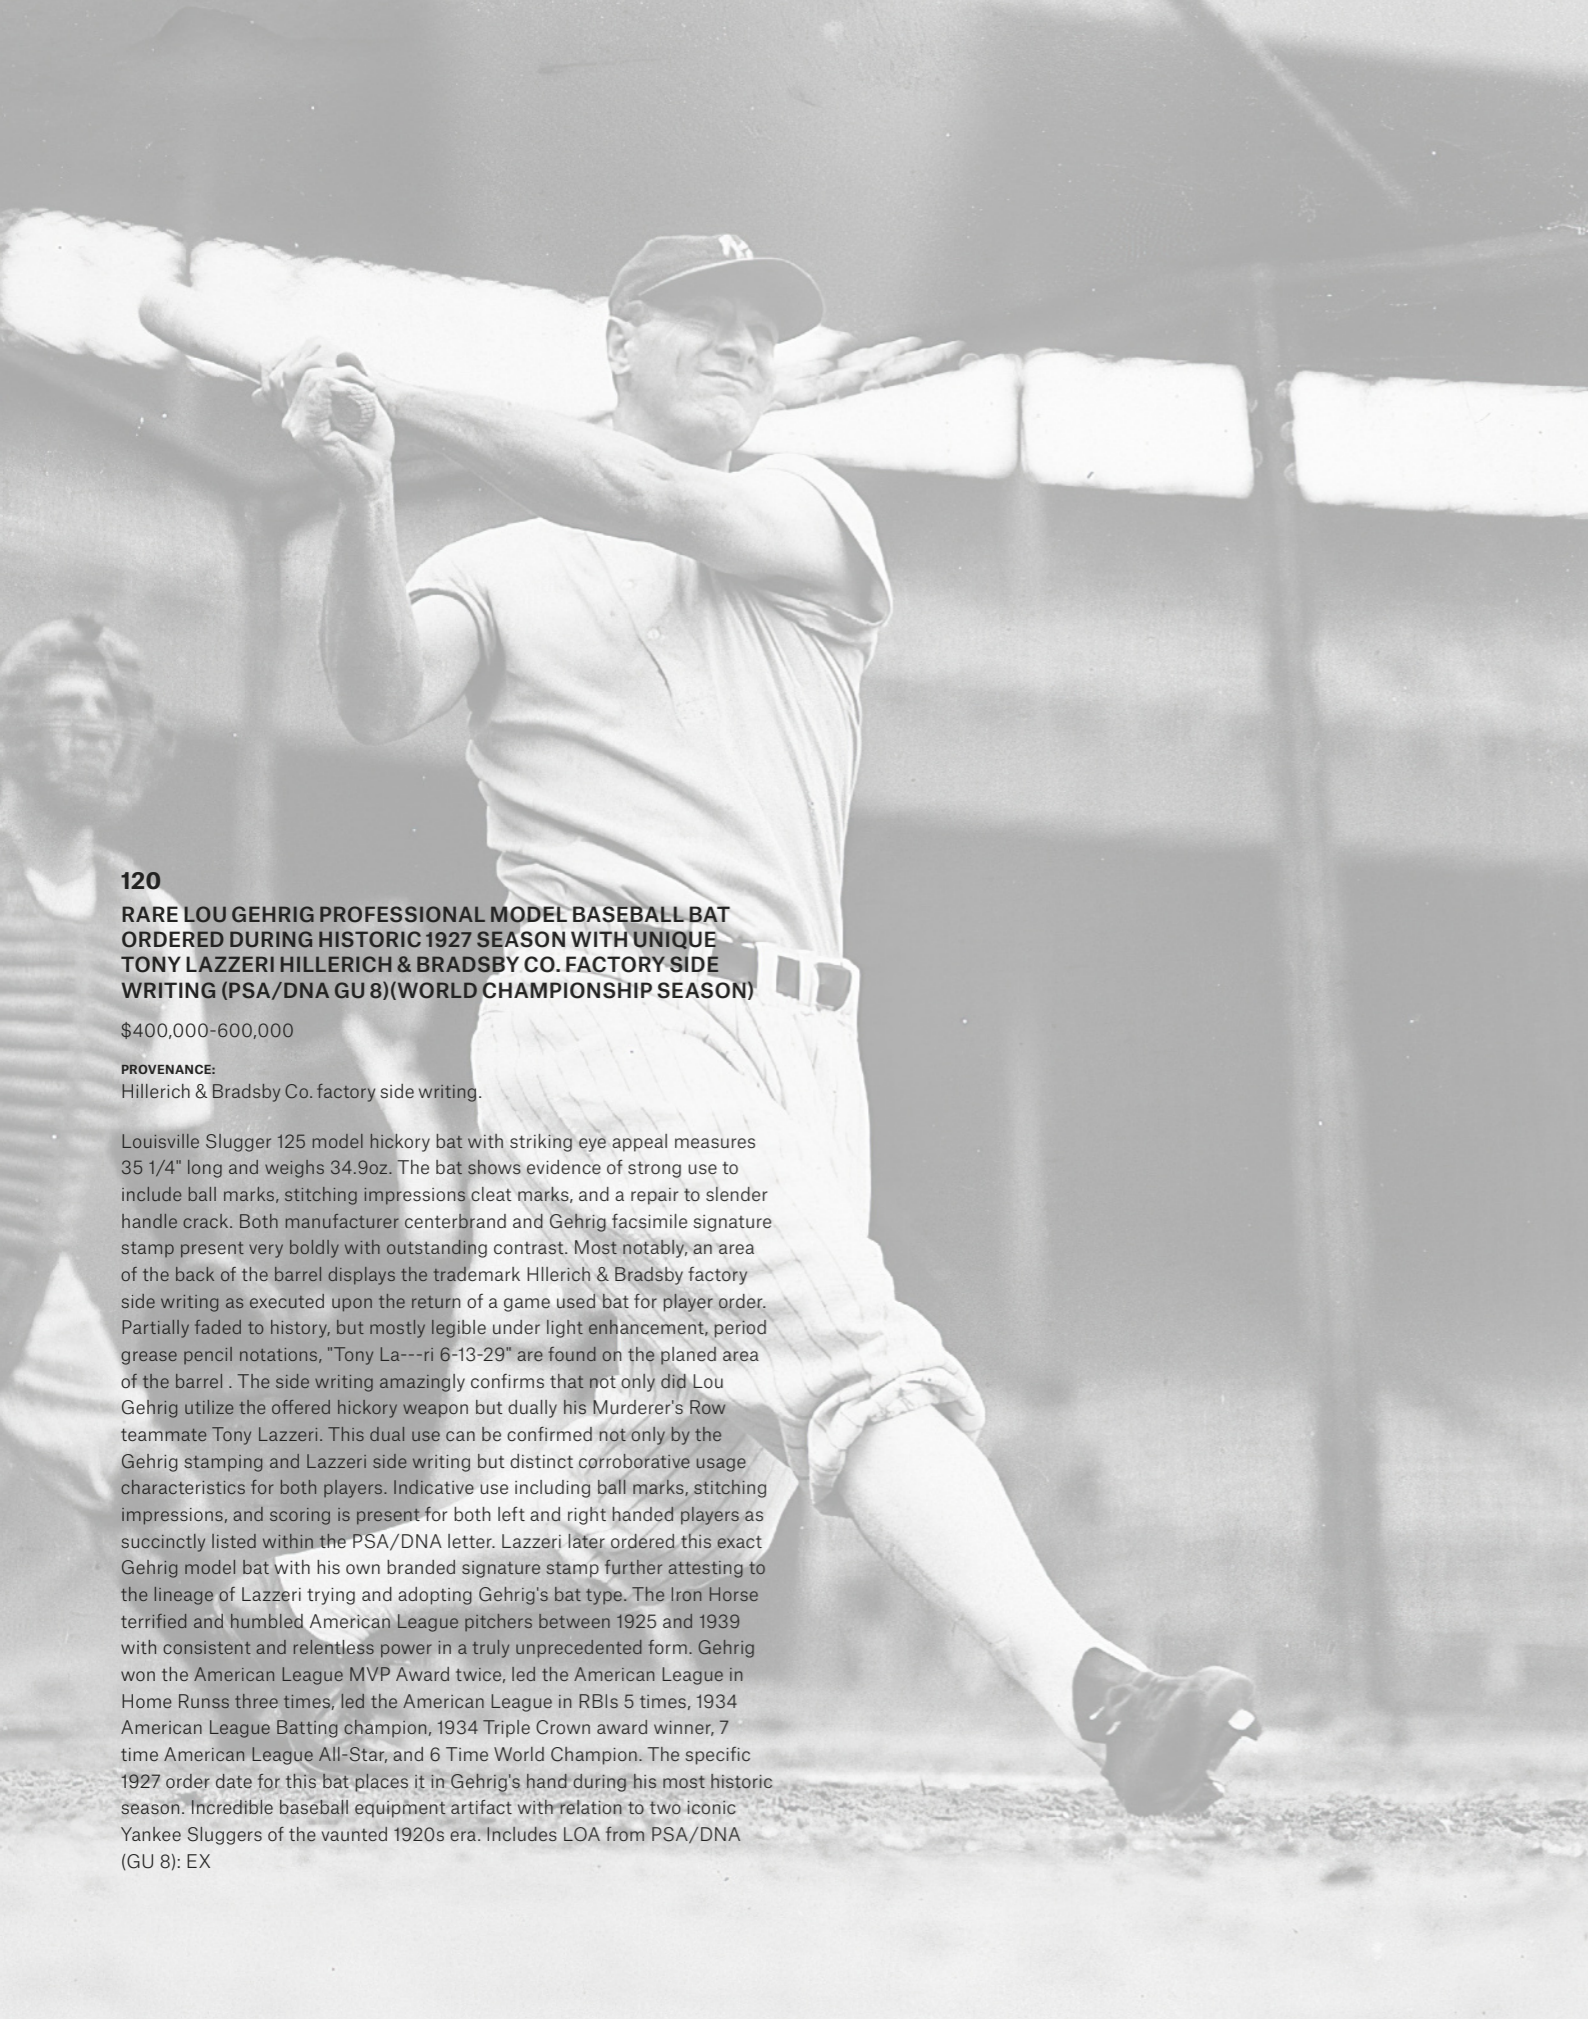 120
RARE LOU GEHRIG PROFESSIONAL MODEL BASEBALL BAT
ORDERED DURING HISTORIC 1927 SEASON WITH UNIQUE
TONY LAZZERI HILLERICH & BRADSBY CO. FACTORY SIDE
WRITING (PSA/DNA GU 8)(WORLD CHAMPIONSHIP SEASON)
$400,000-600,000
PROVENANCE:
Hillerich & Bradsby Co. factory side writing.
Louisville Slugger 125 model hickory bat with striking eye appeal measures
35 1/4" long and weighs 34.9oz. The bat shows evidence of strong use to
include ball marks, stitching impressions cleat marks, and a repair to slender
handle crack. Both manufacturer centerbrand and Gehrig facsimile signature
stamp present very boldly with outstanding contrast. Most notably, an area
of the back of the barrel displays the trademark Hllerich & Bradsby factory
side writing as executed upon the return of a game used bat for player order.
Partially faded to history, but mostly legible under light enhancement, period
grease pencil notations, "Tony La---ri 6-13-29" are found on the planed area
of the barrel . The side writing amazingly confirms that not only did Lou
Gehrig utilize the offered hickory weapon but dually his Murderer's Row
teammate Tony Lazzeri. This dual use can be confirmed not only by the
Gehrig stamping and Lazzeri side writing but distinct corroborative usage
characteristics for both players. Indicative use including ball marks, stitching
impressions, and scoring is present for both left and right handed players as
succinctly listed within the PSA/DNA letter. Lazzeri later ordered this exact
Gehrig model bat with his own branded signature stamp further attesting to
the lineage of Lazzeri trying and adopting Gehrig's bat type. The Iron Horse
terrified and humbled American League pitchers between 1925 and 1939
with consistent and relentless power in a truly unprecedented form. Gehrig
won the American League MVP Award twice, led the American League in
Home Runss three times, led the American League in RBIs 5 times, 1934
American League Batting champion, 1934 Triple Crown award winner, 7
time American League All-Star, and 6 Time World Champion. The specific
1927 order date for this bat places it in Gehrig's hand during his most historic
season. Incredible baseball equipment artifact with relation to two iconic
Yankee Sluggers of the vaunted 1920s era. Includes LOA from PSA/DNA
(GU 8): EX